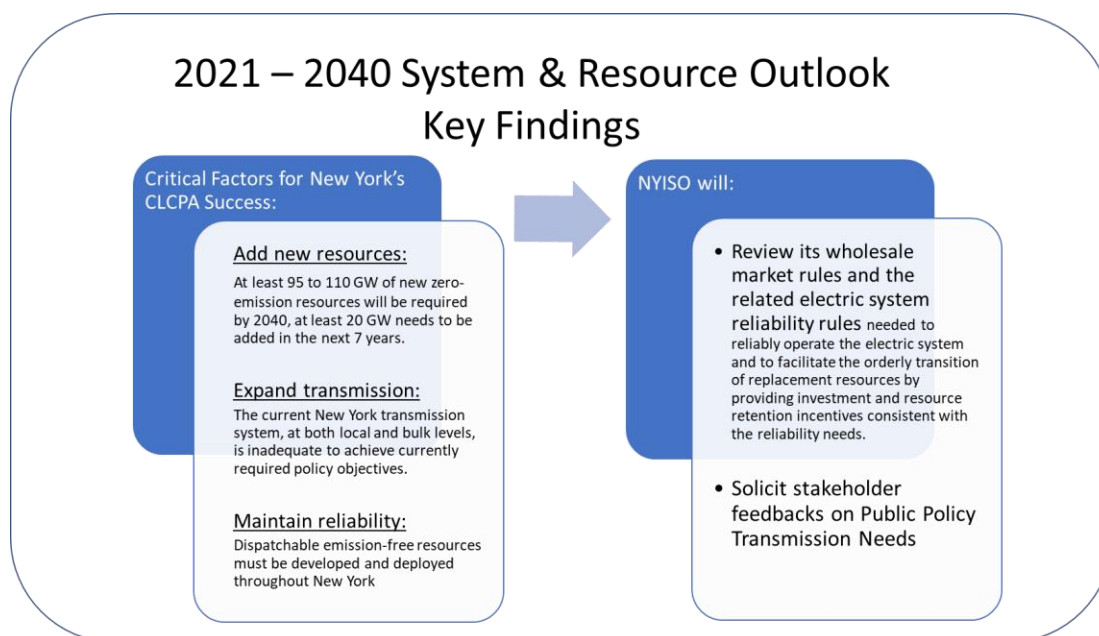 2021 – 2040 System & Resource Outlook
Key Findings
Critical Factors for New York's
CLCPA Success:
Add new resources:
At least 95 to 110 GW of new zero-
emission resources will be required
by 2040, at least 20 GW needs to be
added in the next 7 years.
Expand transmission:
The current New York transmission
system, at both local and bulk levels,
is inadequate to achieve currently
required policy objectives.
Maintain reliability:
Dispatchable emission-free resources
must be developed and deployed
throughout New York
NYISO will:
• Review its wholesale
market rules and the
related electric system
reliability rules needed to
reliably operate the electric system
and to facilitate the orderly transition
of replacement resources by
providing investment and resource
retention incentives consistent with
the reliability needs.
• Solicit stakeholder
feedbacks on Public Policy
Transmission Needs